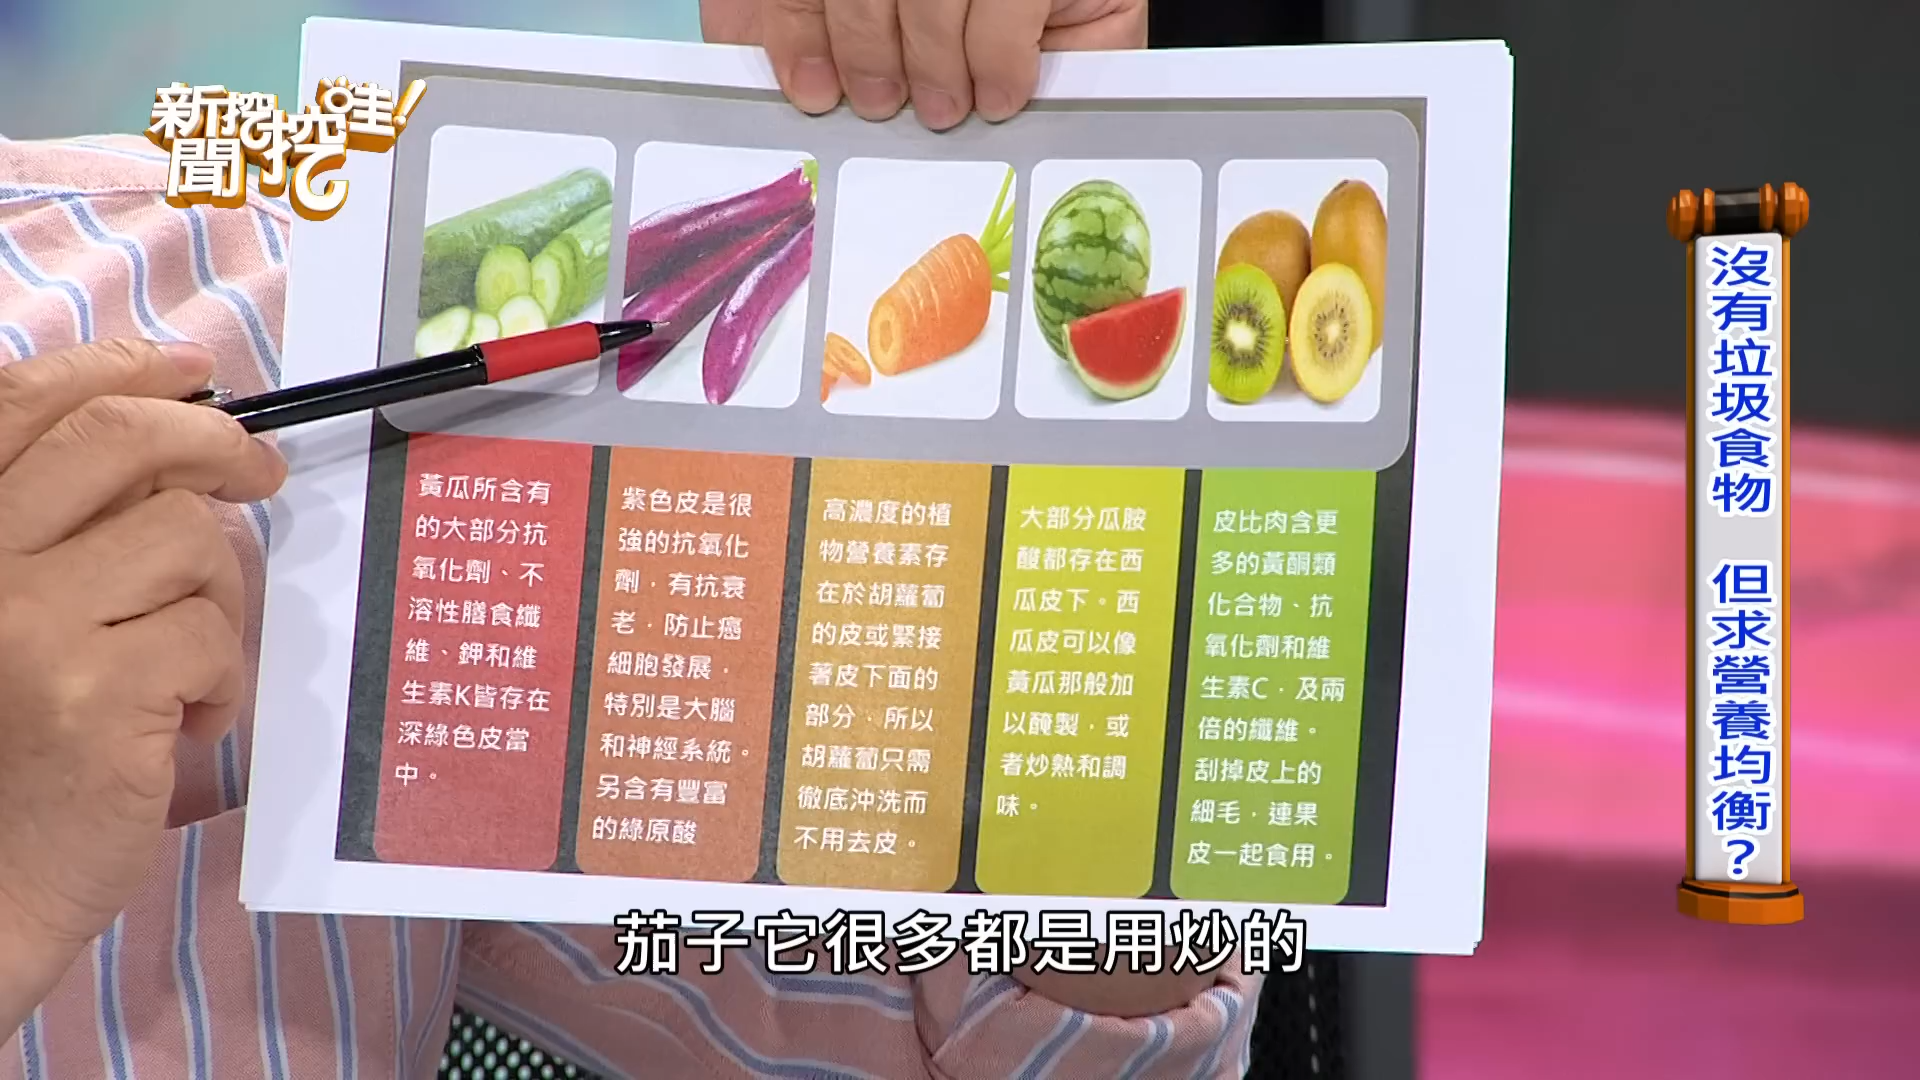 新聞挖挖哇!
黃瓜所含有
的大部分抗
氧化劑、不
溶性膳食纖
維、鉀和維
生素K皆存在
深綠色皮當
中。
紫色皮是很
強的抗氧化
劑，有抗衰
老，防止癌
細胞發展，
特別是大腦
和神經系統。
另含有豐富
的綠原酸
高濃度的植
物營養素存
在於胡蘿蔔
的皮或緊接
著皮下面的
部分、所以
胡蘿蔔只需
徹底沖洗而
不用去皮。
大部分瓜胺
酸都存在西
瓜皮下。西
瓜皮可以像
黃瓜那般加
以醃製，或
者炒熟和調
味。
皮比肉含更
多的黃酮類
化合物、抗
氧化劑和維
生素C，及兩
倍的纖維。
刮掉皮上的
細毛，連果
皮一起食用。
沒有垃圾食物 但求營養均衡?
茄子它很多都是用炒的